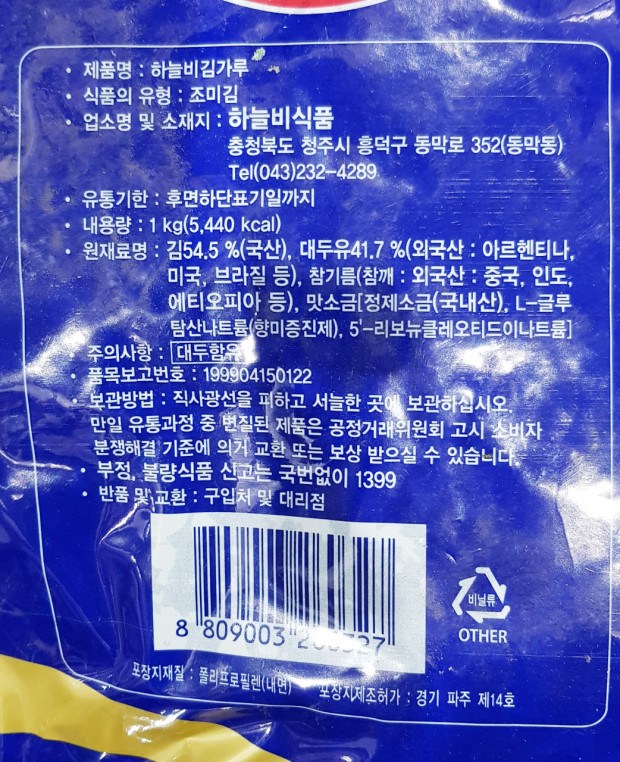 • 제품명 : 하늘비김가루
• 식품의 유형 : 조미김
• 업소명 및 소재지 : 하늘비식품
충청북도 청주시 흥덕구 동막로 352(동막동)
Tel(043)232-4289
• 유통기한 : 후면하단표기일까지
• 내용량 : 1 kg(5,440 kcal)
• 원재료명 : 김54.5 %(국산), 대두유41.7 %(외국산 : 아르헨티나,
미국, 브라질 등), 참기름(참깨 : 외국산 : 중국, 인도,
에티오피아 등), 맛소금[정제소금(국내산), L-글루
탐산나트륨(향미증진제), 5'-리보뉴클레오티드이나트륨]
• 주의사항 : 대두함유
• 품목보고번호 : 199904150122
• 보관방법 : 직사광선을 피하고 서늘한 곳에 보관하십시오.
만일 유통과정 중 변질된 제품은 공정거래위원회 고시 소비자
분쟁해결 기준에 의거 교환 또는 보상 받으실 수 있습니다.
• 부정, 불량식품 신고는 국번없이 1399
• 반품 및 교환 : 구입처 및 대리점
8 809003
비닐류
OTHER
포장지재질 : 폴리프로필렌(내면) 포장지제조허가 : 경기 파주 제14호